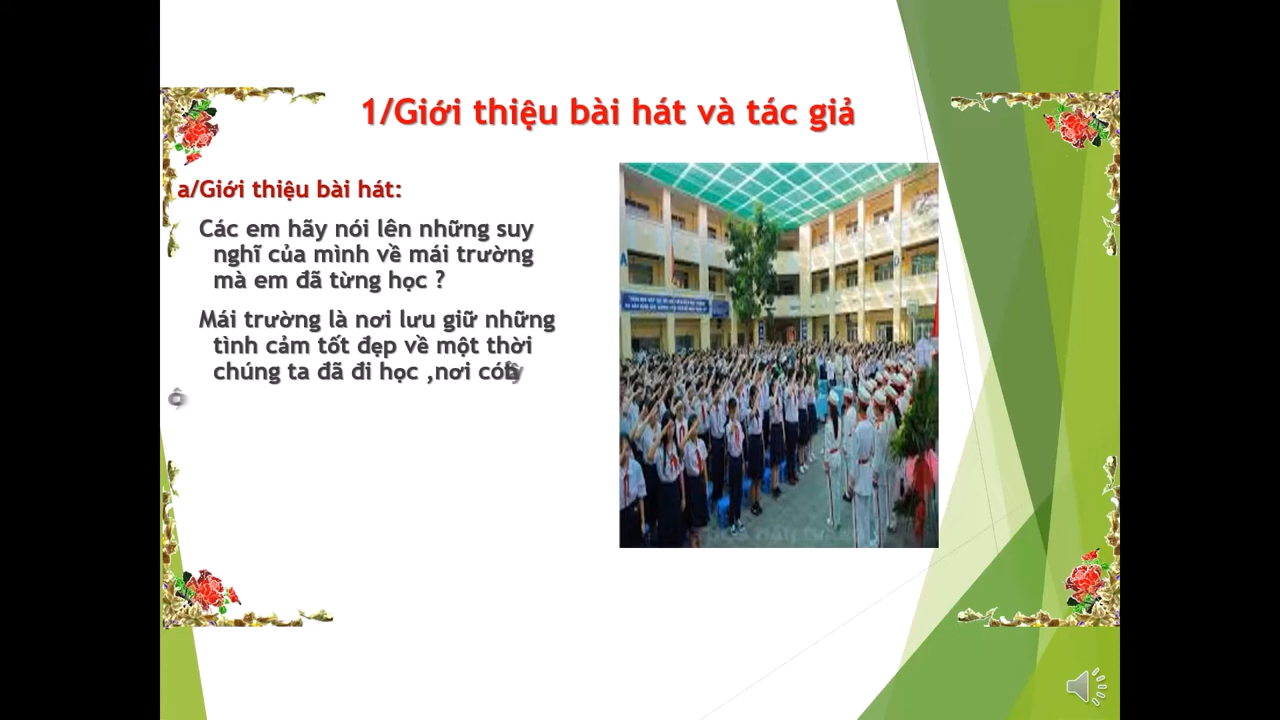 1/Giới thiệu bài hát và tác giả
a/Giới thiệu bài hát:
Các em hãy nói lên những suy
nghĩ của mình về mái trường
mà em đã từng học ?
Mái trường là nơi lưu giữ những
tình cảm tốt đẹp về một thời
chúng ta đã đi học ,nơi có